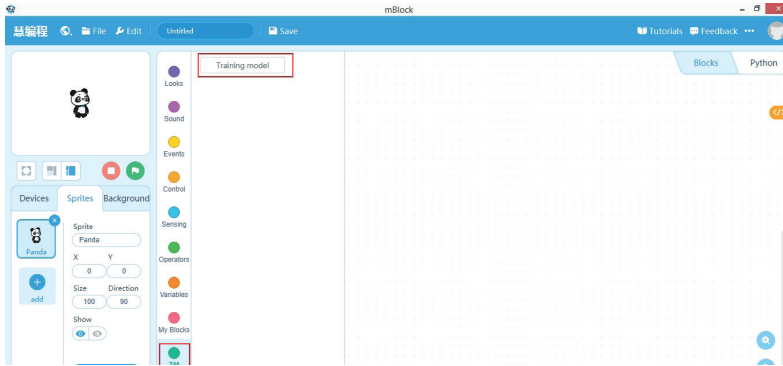 mBlock
慧编程 File Edit Untitled Save Tutorials Feedback
Training model
Blocks Python
Looks
Sound
Events
Control
Sensing
Operators
Variables
My Blocks
TM
Devices Sprites Background
Panda
add
Sprite
Panda
X Y
0 0
Size Direction
100 90
Show